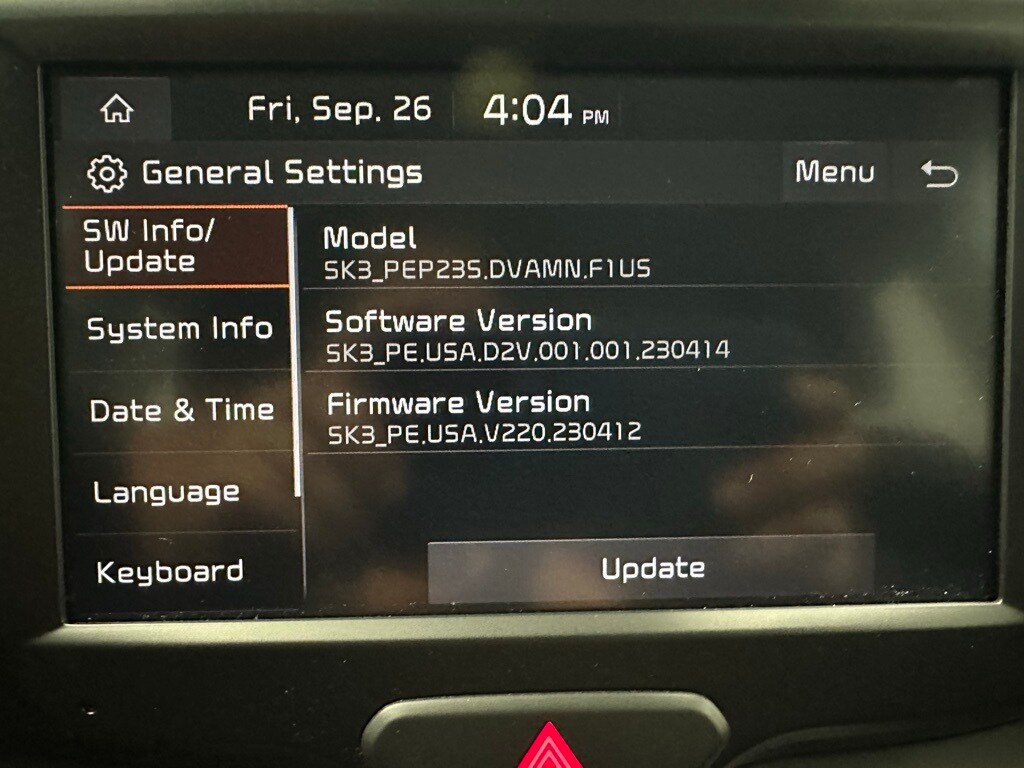 Fri, Sep. 26 4:04 PM
General Settings Menu
SW Info/
Update
System Info
Date & Time
Language
Keyboard
Model
SK3_PEP23S.DVAMN.F1US
Software Version
SK3_PE.USA.D2V.001.001.230414
Firmware Version
SK3_PE.USA.V220.230412
Update